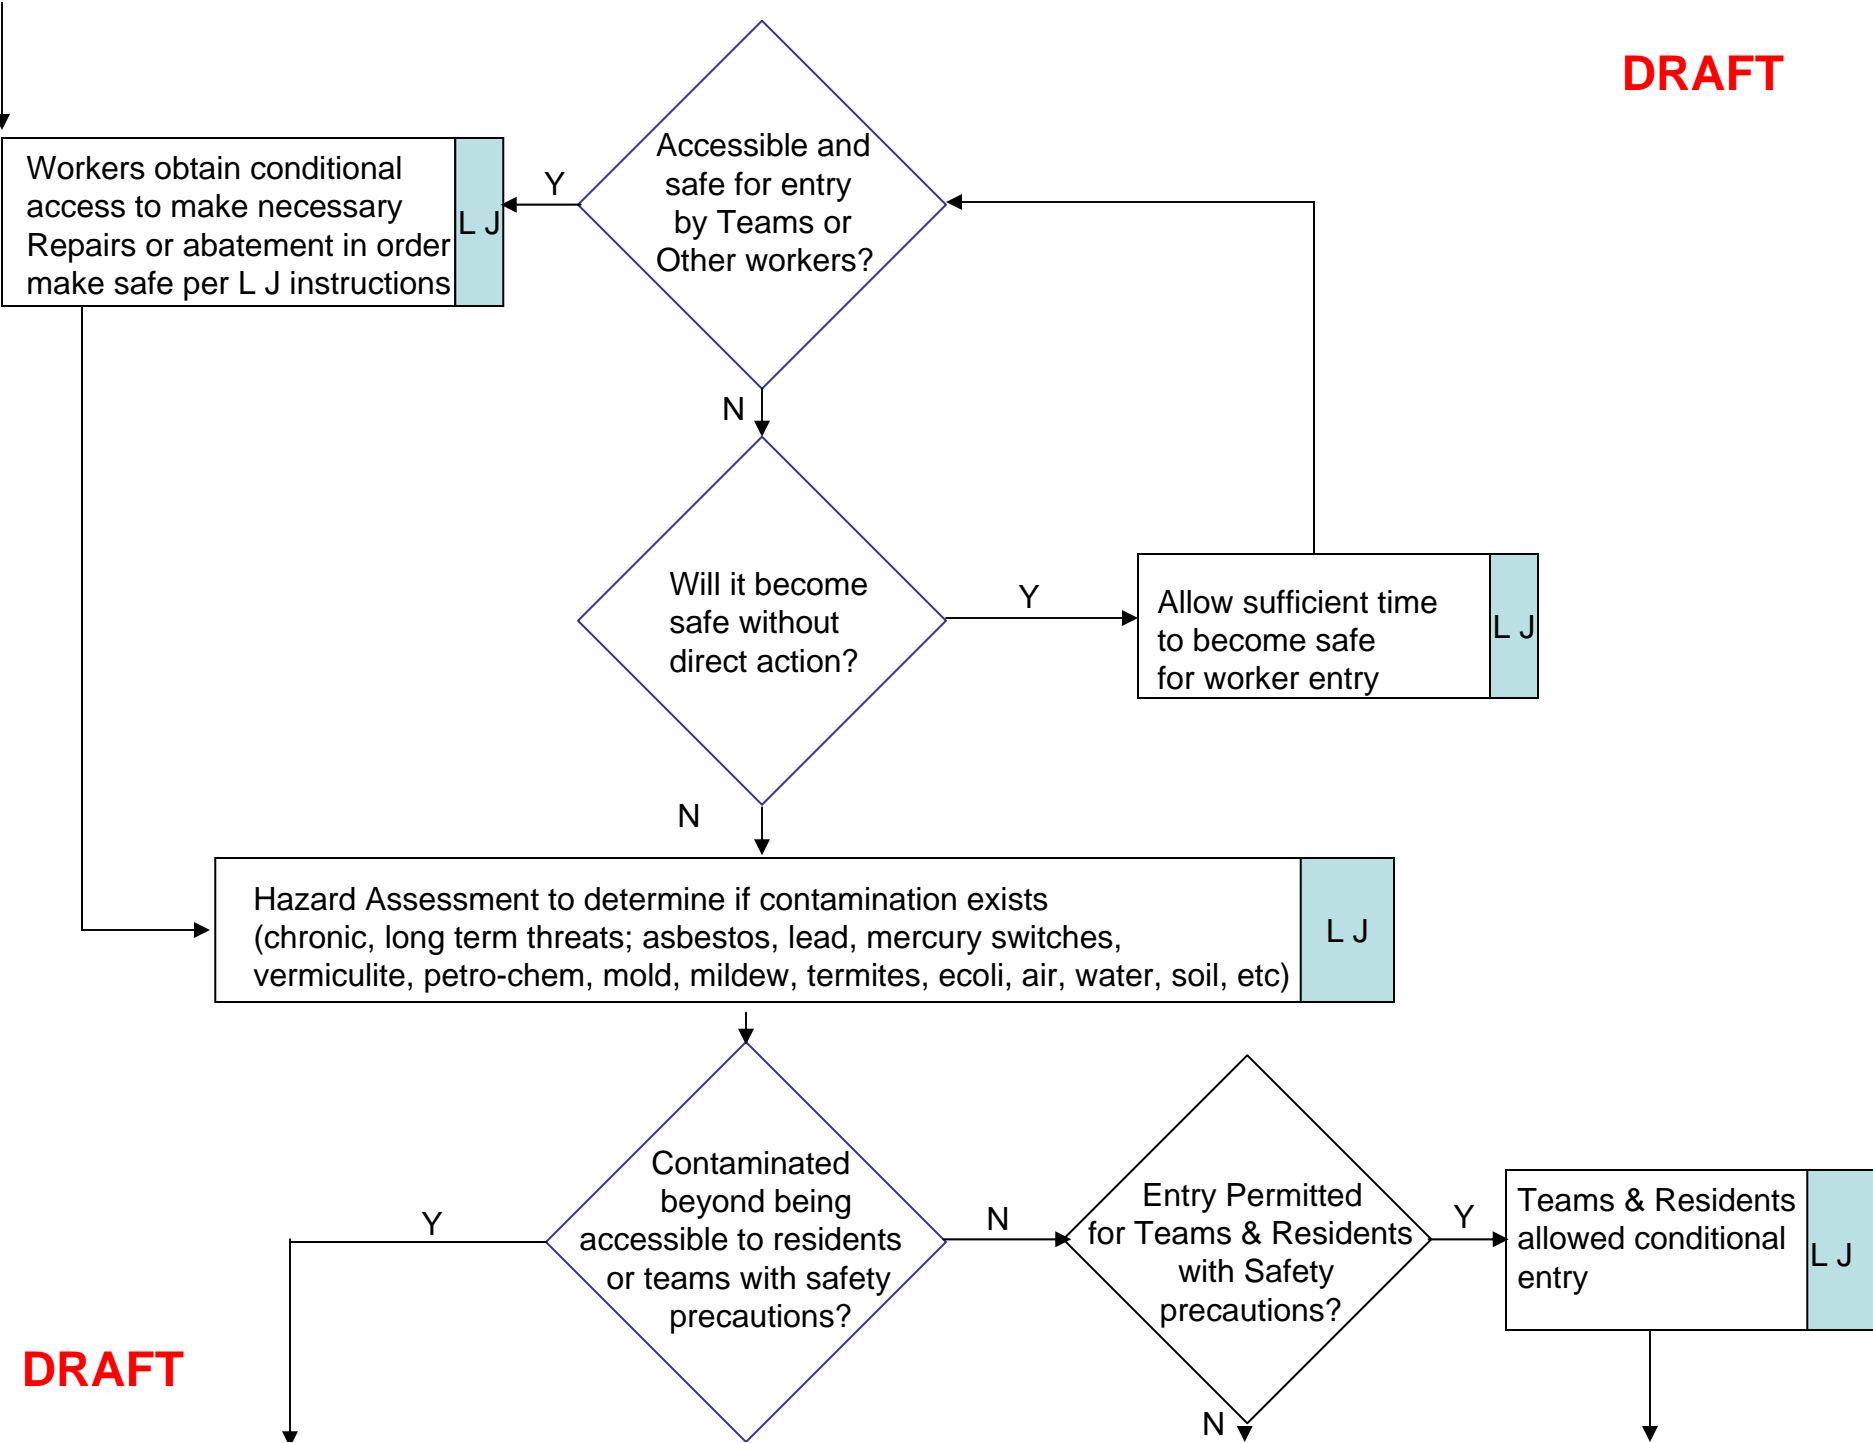 DRAFT
Accessible and
safe for entry
by Teams or
Other workers?
Workers obtain conditional
access to make necessary
Repairs or abatement in order
make safe per L J instructions
L J
Y
N
Will it become
safe without
direct action?
Y
Allow sufficient time
to become safe
for worker entry
L J
N
Hazard Assessment to determine if contamination exists
(chronic, long term threats; asbestos, lead, mercury switches,
vermiculite, petro-chem, mold, mildew, termites, ecoli, air, water, soil, etc)
L J
Contaminated
beyond being
accessible to residents
or teams with safety
precautions?
Y
N
Entry Permitted
for Teams & Residents
with Safety
precautions?
Y
Teams & Residents
allowed conditional
entry
L J
N
DRAFT